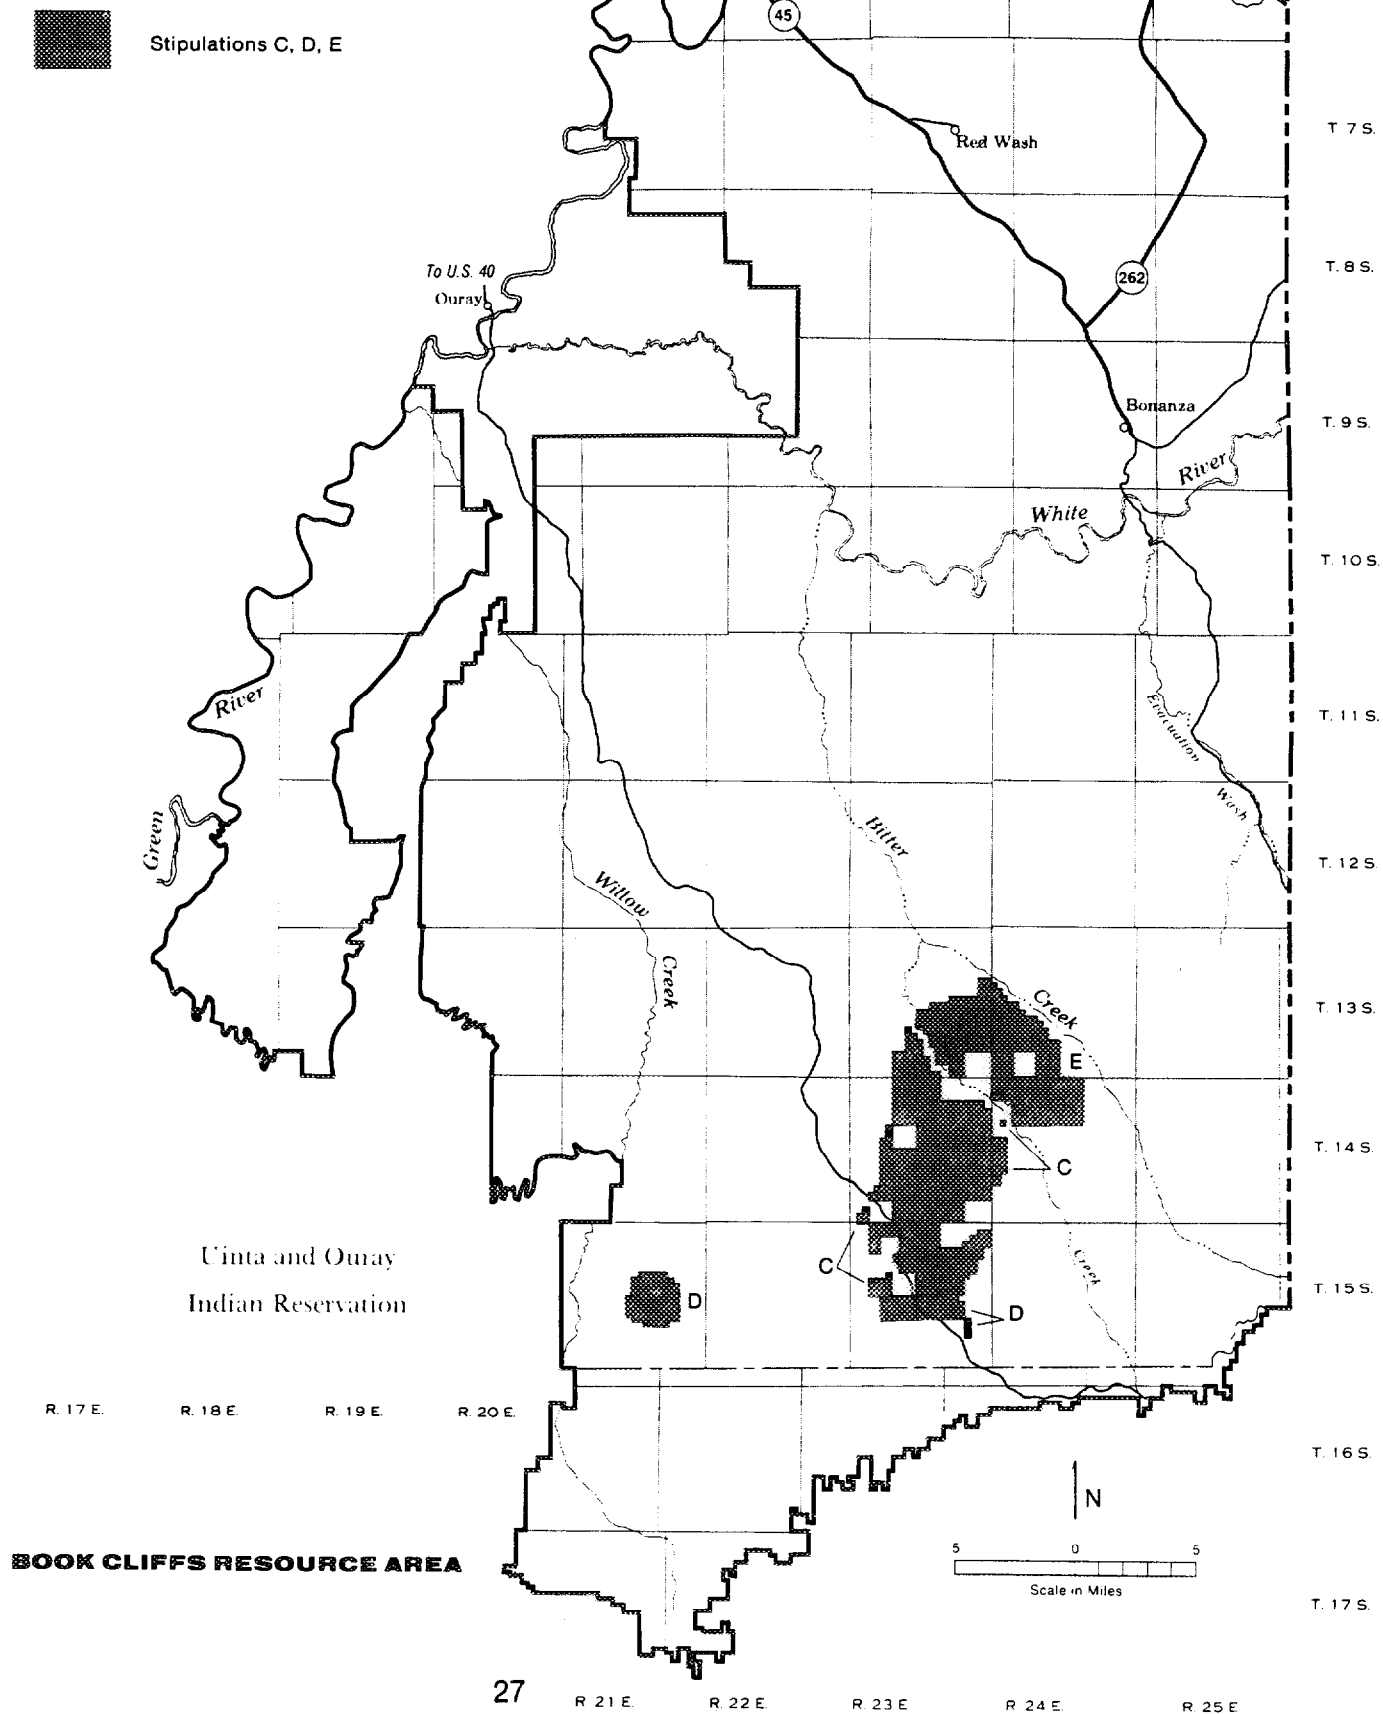 45
Stipulations C, D, E
T 7 S.
Red Wash
To U.S. 40
T. 8 S.
262
Ouray
Bonanza
T. 9 S.
River
White
T. 10 S.
River
T. 11 S.
Evacuation
Wash
Green
Bitter
T. 12 S.
Willow
Creek
Creek
T. 13 S.
E
T. 14 S.
C
Uinta and Ouray
C
Creek
T. 15 S.
Indian Reservation
D
D
R. 17 E.
R. 18 E.
R. 19 E.
R. 20 E.
T. 16 S.
N
BOOK CLIFFS RESOURCE AREA
5 0 5
Scale in Miles
T. 17 S.
27
R. 21 E.
R. 22 E.
R. 23 E
R 24 E.
R. 25 E